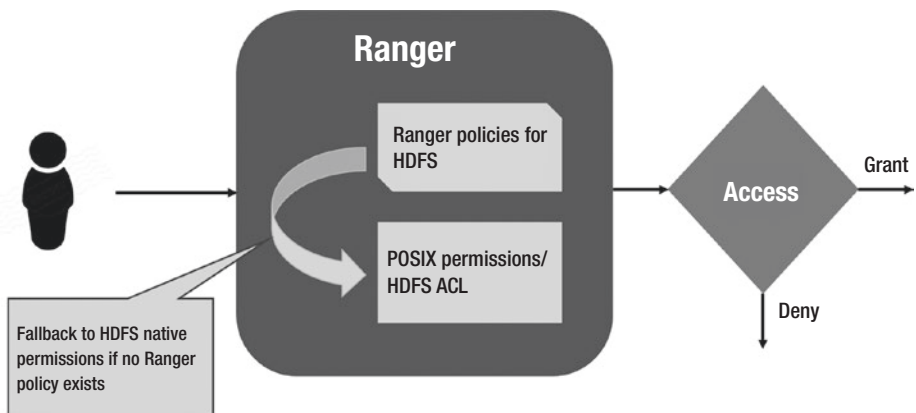 Ranger
Ranger policies for
HDFS
POSIX permissions/
HDFS ACL
Fallback to HDFS native
permissions if no Ranger
policy exists
Access
Grant
Deny